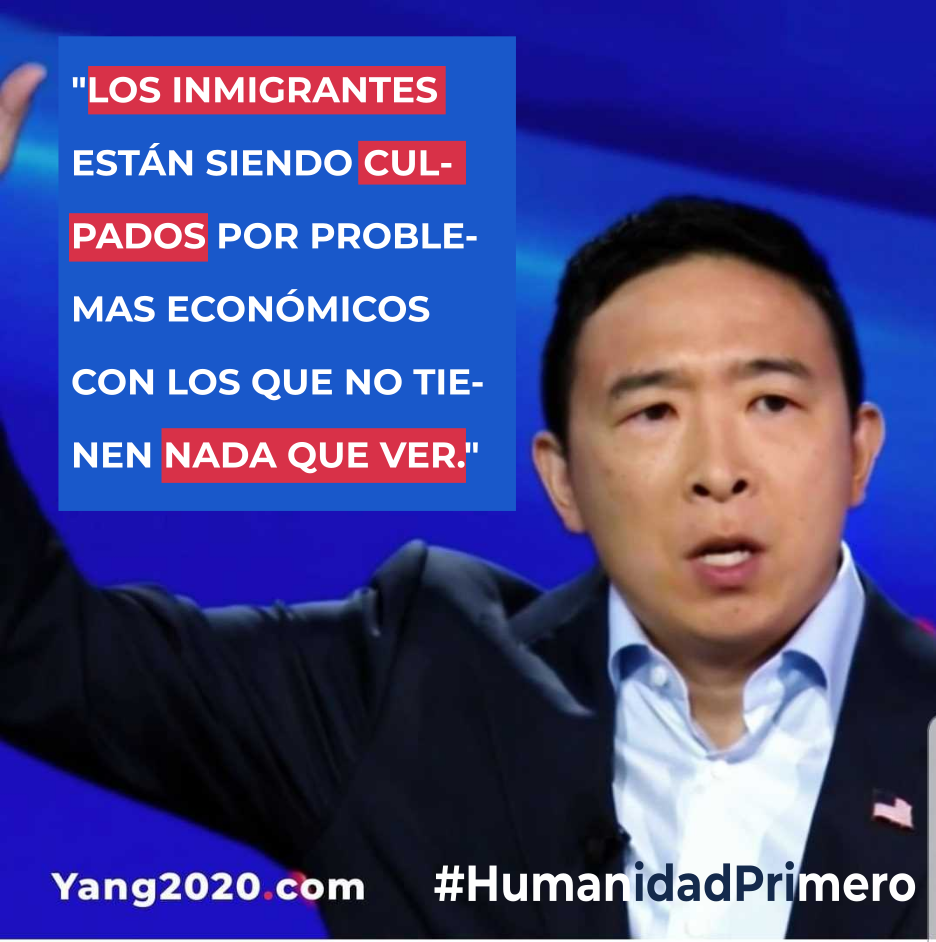 "LOS INMIGRANTES
ESTÁN SIENDO CUL-
PADOS POR PROBLE-
MAS ECONÓMICOS
CON LOS QUE NO TIE-
NEN NADA QUE VER."
Yang2020.com
#HumanidadPrimero